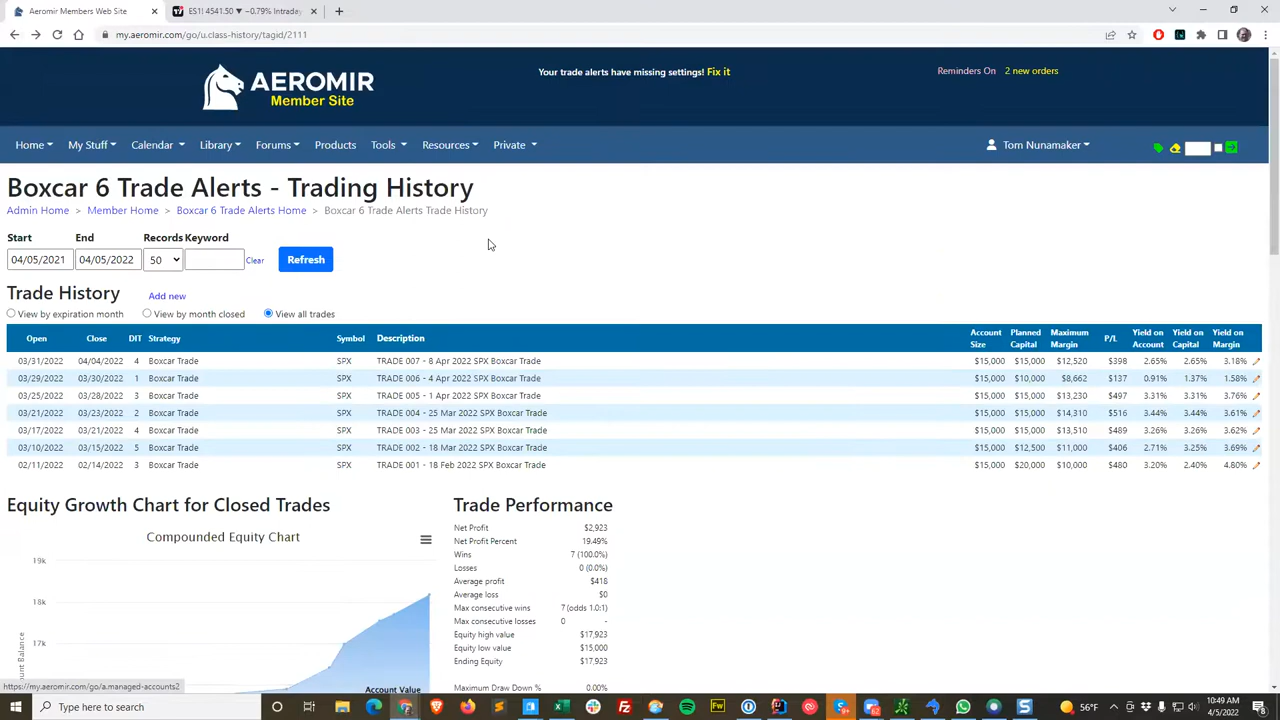 Aeromir Members Web Site
ES1! 4541.50 ▼ −0.79% Intraday
my.aeromir.com/go/u.class-history/tagid/2111
AEROMIR
Member Site
Your trade alerts have missing settings! Fix it
Reminders On 2 new orders
Home My Stuff Calendar Library Forums Products Tools Resources Private Tom Nunamaker
Boxcar 6 Trade Alerts - Trading History
Admin Home > Member Home > Boxcar 6 Trade Alerts Home > Boxcar 6 Trade Alerts Trade History
Start End Records Keyword
04/05/2021 04/05/2022 50 Clear Refresh
Trade History Add new
View by expiration month View by month closed View all trades
Open Close DIT Strategy Symbol Description Account Size Planned Capital Maximum Margin P/L Yield on Account Yield on Capital Yield on Margin
03/31/2022 04/04/2022 4 Boxcar Trade SPX TRADE 007 - 8 Apr 2022 SPX Boxcar Trade $15,000 $15,000 $12,520 $398 2.65% 2.65% 3.18%
03/29/2022 03/30/2022 1 Boxcar Trade SPX TRADE 006 - 4 Apr 2022 SPX Boxcar Trade $15,000 $10,000 $8,662 $137 0.91% 1.37% 1.58%
03/25/2022 03/28/2022 3 Boxcar Trade SPX TRADE 005 - 1 Apr 2022 SPX Boxcar Trade $15,000 $15,000 $13,230 $497 3.31% 3.31% 3.76%
03/21/2022 03/23/2022 2 Boxcar Trade SPX TRADE 004 - 25 Mar 2022 SPX Boxcar Trade $15,000 $15,000 $14,310 $516 3.44% 3.44% 3.61%
03/17/2022 03/21/2022 4 Boxcar Trade SPX TRADE 003 - 25 Mar 2022 SPX Boxcar Trade $15,000 $15,000 $13,510 $489 3.26% 3.26% 3.62%
03/10/2022 03/15/2022 5 Boxcar Trade SPX TRADE 002 - 18 Mar 2022 SPX Boxcar Trade $15,000 $12,500 $11,000 $406 2.71% 3.25% 3.69%
02/11/2022 02/14/2022 3 Boxcar Trade SPX TRADE 001 - 18 Feb 2022 SPX Boxcar Trade $15,000 $20,000 $10,000 $480 3.20% 2.40% 4.80%
Equity Growth Chart for Closed Trades
Compounded Equity Chart
19k
18k
17k
Account Value
Trade Performance
Net Profit $2,923
Net Profit Percent 19.49%
Wins 7 (100.0%)
Losses 0 (0.0%)
Average profit $418
Average loss $0
Max consecutive wins 7 (odds 1.0:1)
Max consecutive losses 0 -
Equity high value $17,923
Equity low value $15,000
Ending Equity $17,923
Maximum Draw Down % 0.00%
https://my.aeromir.com/go/a.managed-accounts2
Type here to search
56°F
10:49 AM
4/5/2022